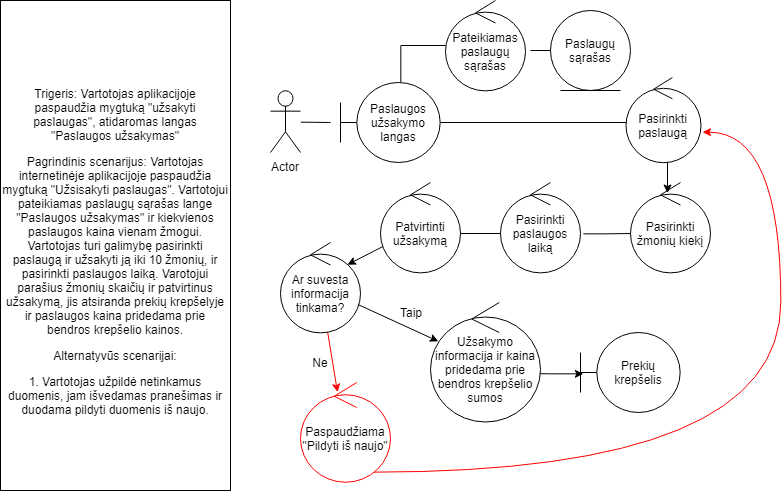 Trigeris: Vartotojas aplikacijoje
paspaudžia mygtuką "užsakyti
paslaugas", atidaromas langas
"Paslaugos užsakymas"
Pagrindinis scenarijus: Vartotojas
internetinėje aplikacijoje paspaudžia
mygtuką "Užsisakyti paslaugas". Vartotojui
pateikiamas paslaugų sąrašas lange
"Paslaugos užsakymas" ir kiekvienos
paslaugos kaina vienam žmogui.
Vartotojas turi galimybę pasirinkti
paslaugą ir užsakyti ją iki 10 žmonių, ir
pasirinkti paslaugos laiką. Varotojui
parašius žmonių skaičių ir patvirtinus
užsakymą, jis atsiranda prekių krepšelyje
ir paslaugos kaina pridedama prie
bendros krepšelio kainos.
Alternatyvūs scenarijai:
1. Vartotojas užpildė netinkamus
duomenis, jam išvedamas pranešimas ir
duodama pildyti duomenis iš naujo.
Actor
Paslaugos
užsakymo
langas
Pateikiamas
paslaugų
sąrašas
Paslaugų
sąrašas
Pasirinkti
paslaugą
Pasirinkti
žmonių kiekį
Pasirinkti
paslaugos
laiką
Patvirtinti
užsakymą
Ar suvesta
informacija
tinkama?
Taip
Užsakymo
informacija ir kaina
pridedama prie
bendros krepšelio
sumos
Prekių
krepšelis
Ne
Paspaudžiama
"Pildyti iš naujo"